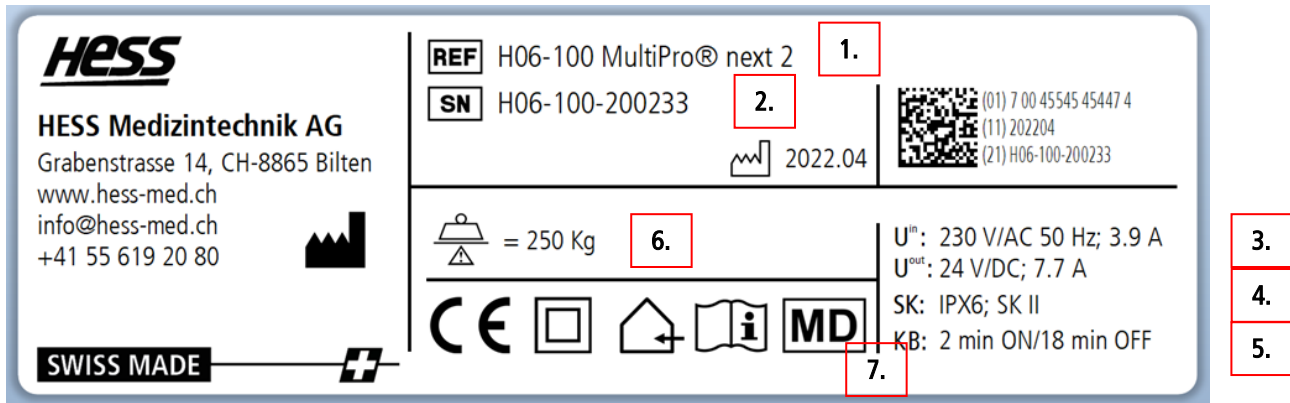 HESS
HESS Medizintechnik AG
Grabenstrasse 14, CH-8865 Bilten
www.hess-med.ch
info@hess-med.ch
+41 55 619 20 80
SWISS MADE
REF H06-100 MultiPro® next 2 1.
SN H06-100-200233 2.
2022.04
(01) 7 00 45545 45447 4
(11) 202204
(21) H06-100-200233
= 250 Kg 6.
CE i MD 7.
Uin: 230 V/AC 50 Hz; 3.9 A 3.
Uout: 24 V/DC; 7.7 A
SK: IPX6; SK II 4.
KB: 2 min ON/18 min OFF 5.